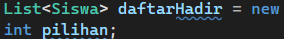 List<Siswa> daftarHadir = new
int pilihan;